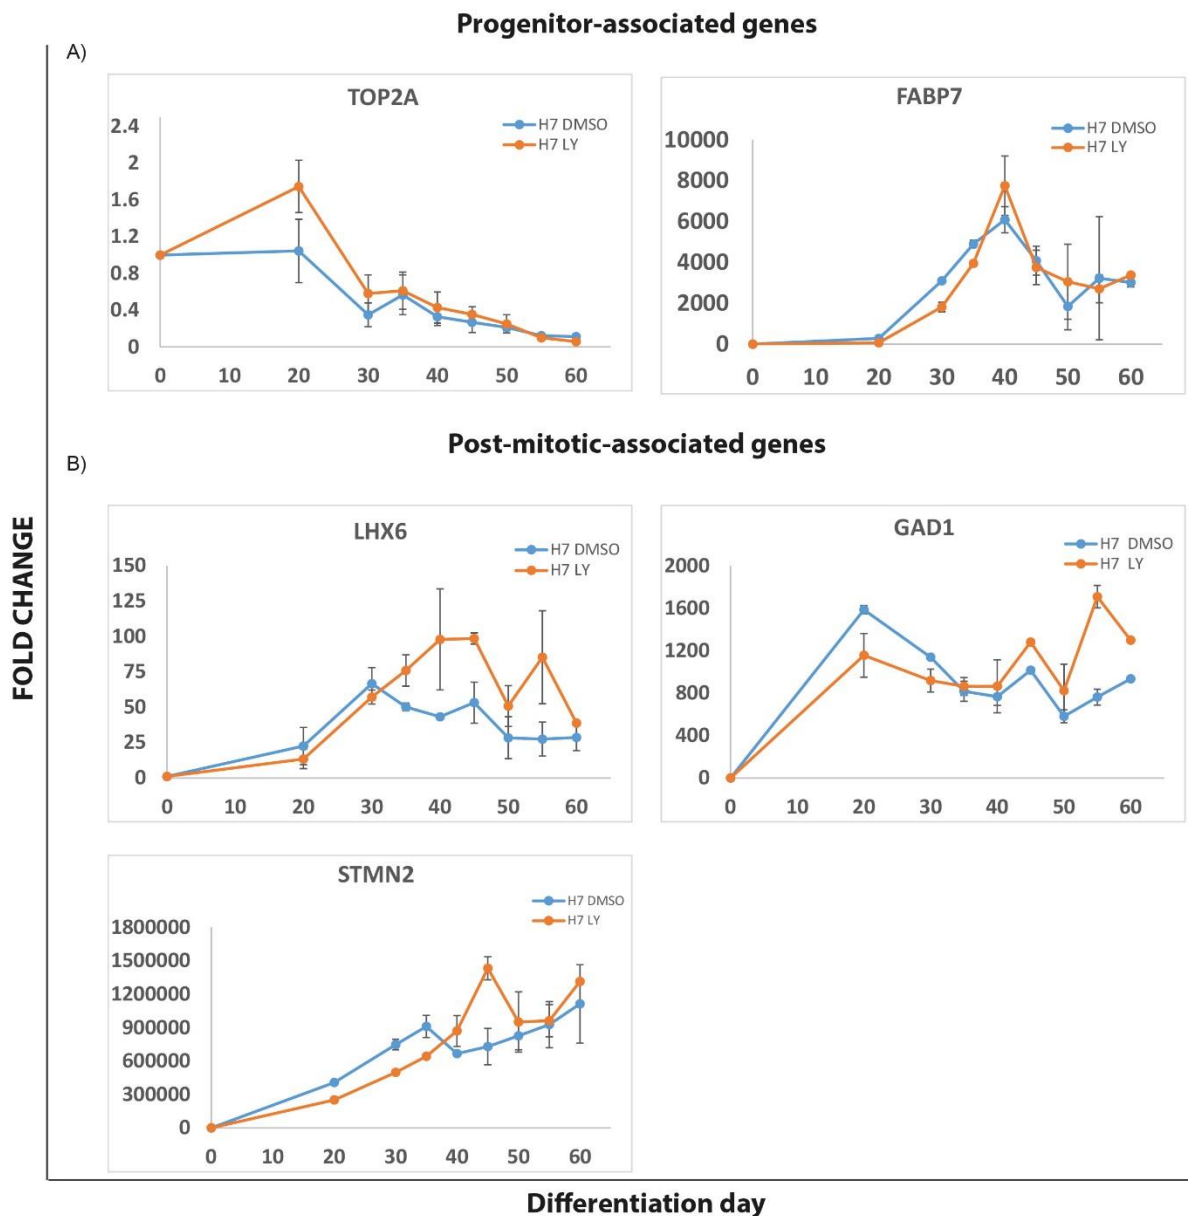 Progenitor-associated genes
A)
TOP2A
H7 DMSO
H7 LY
2.4
2
1.6
1.2
0.8
0.4
0
0 10 20 30 40 50 60
FABP7
H7 DMSO
H7 LY
10000
8000
6000
4000
2000
0
0 10 20 30 40 50 60
Post-mitotic-associated genes
B)
LHX6
H7 DMSO
H7 LY
150
125
100
75
50
25
0
0 10 20 30 40 50 60
GAD1
H7 DMSO
H7 LY
2000
1600
1200
800
400
0
0 10 20 30 40 50 60
STMN2
H7 DMSO
H7 LY
1800000
1500000
1200000
900000
600000
300000
0
0 10 20 30 40 50 60
FOLD CHANGE
Differentiation day